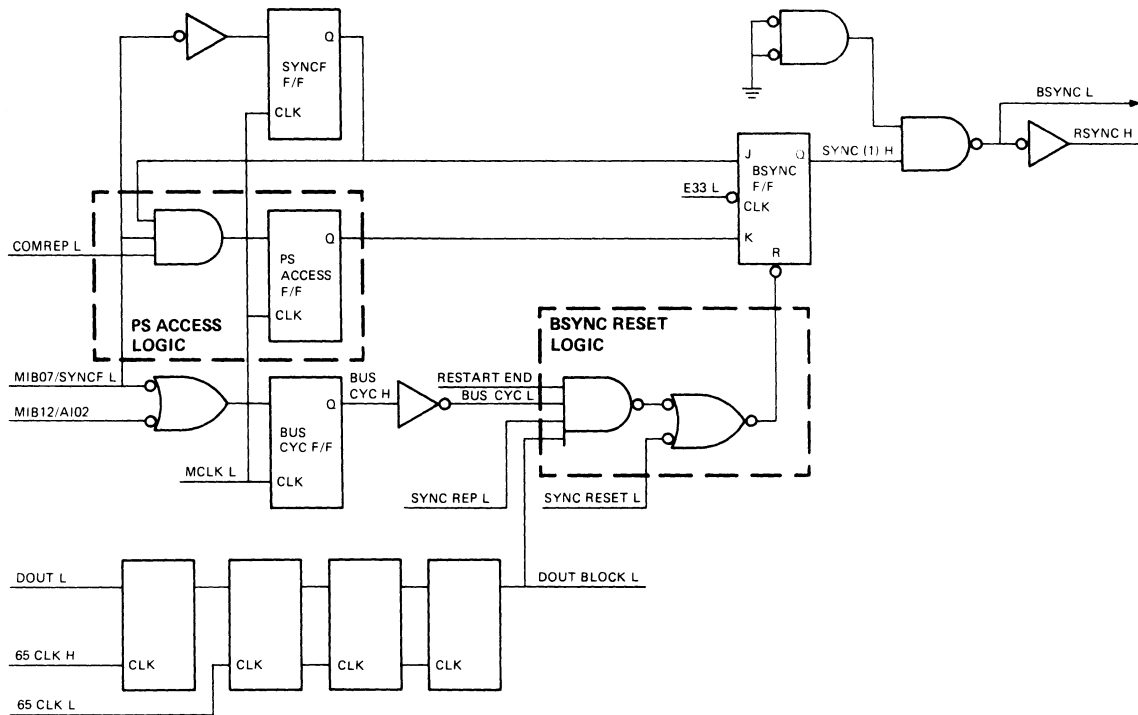 Q
SYNCF
F/F
CLK
BSYNC L
RSYNC H
J
Q
SYNC (1) H
BSYNC
F/F
E33 L
CLK
K
R
COMREP L
Q
PS
ACCESS
F/F
CLK
PS ACCESS
LOGIC
BSYNC RESET
LOGIC
MIB07/SYNCF L
MIB12/AI02
BUS
CYC H
RESTART END
BUS CYC L
Q
BUS
CYC F/F
MCLK L
CLK
SYNC REP L
SYNC RESET L
DOUT L
DOUT BLOCK L
65 CLK H
CLK
CLK
CLK
CLK
65 CLK L